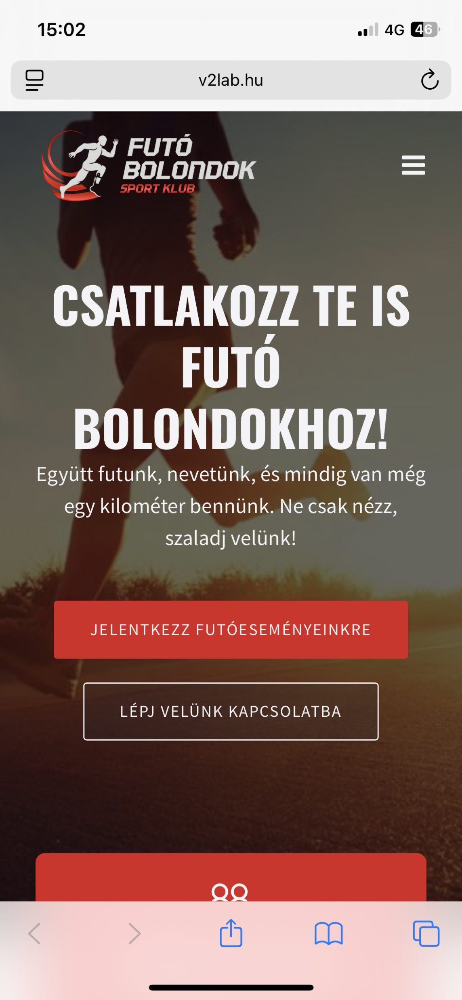 15:02
4G 46
v2lab.hu
FUTÓ
BOLONDOK
SPORT KLUB
CSATLAKOZZ TE IS
FUTÓ
BOLONDOKHOZ!
Együtt futunk, nevetünk, és mindig van még
egy kilométer bennünk. Ne csak nézz,
szaladj velünk!
JELENTKEZZ FUTÓESEMÉNYEINKRE
LÉPJ VELÜNK KAPCSOLATBA